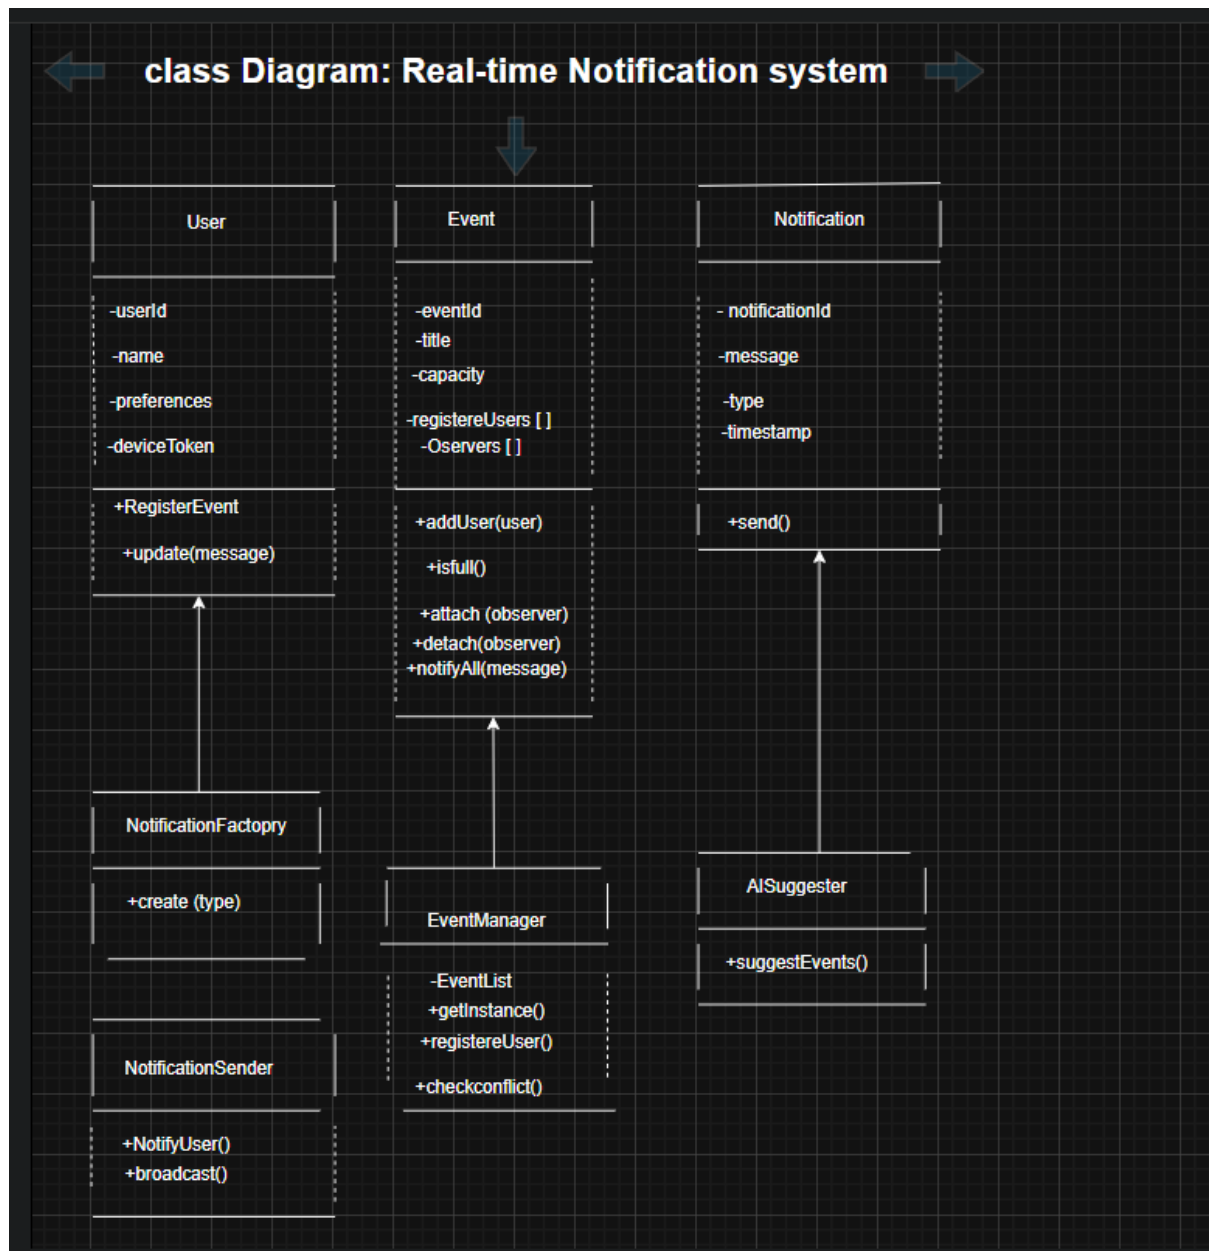 class Diagram: Real-time Notification system
User
-userId
-name
-preferences
-deviceToken
+RegisterEvent
+update(message)
Event
-eventId
-title
-capacity
-registereUsers [ ]
-Oservers [ ]
+addUser(user)
+isfull()
+attach (observer)
+detach(observer)
+notifyAll(message)
Notification
- notificationId
-message
-type
-timestamp
+send()
NotificationFactopry
+create (type)
EventManager
-EventList
+getInstance()
+registereUser()
+checkconflict()
AISuggester
+suggestEvents()
NotificationSender
+NotifyUser()
+broadcast()